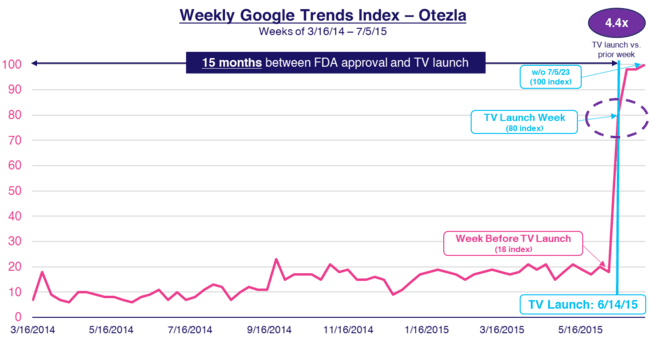 Weekly Google Trends Index – Otezla
Weeks of 3/16/14 – 7/5/15
4.4x
TV launch vs.
prior week
15 months between FDA approval and TV launch
w/o 7/5/23
(100 index)
TV Launch Week
(80 index)
Week Before TV Launch
(18 index)
TV Launch: 6/14/15
100
90
80
70
60
50
40
30
20
10
0
3/16/2014 5/16/2014 7/16/2014 9/16/2014 11/16/2014 1/16/2015 3/16/2015 5/16/2015